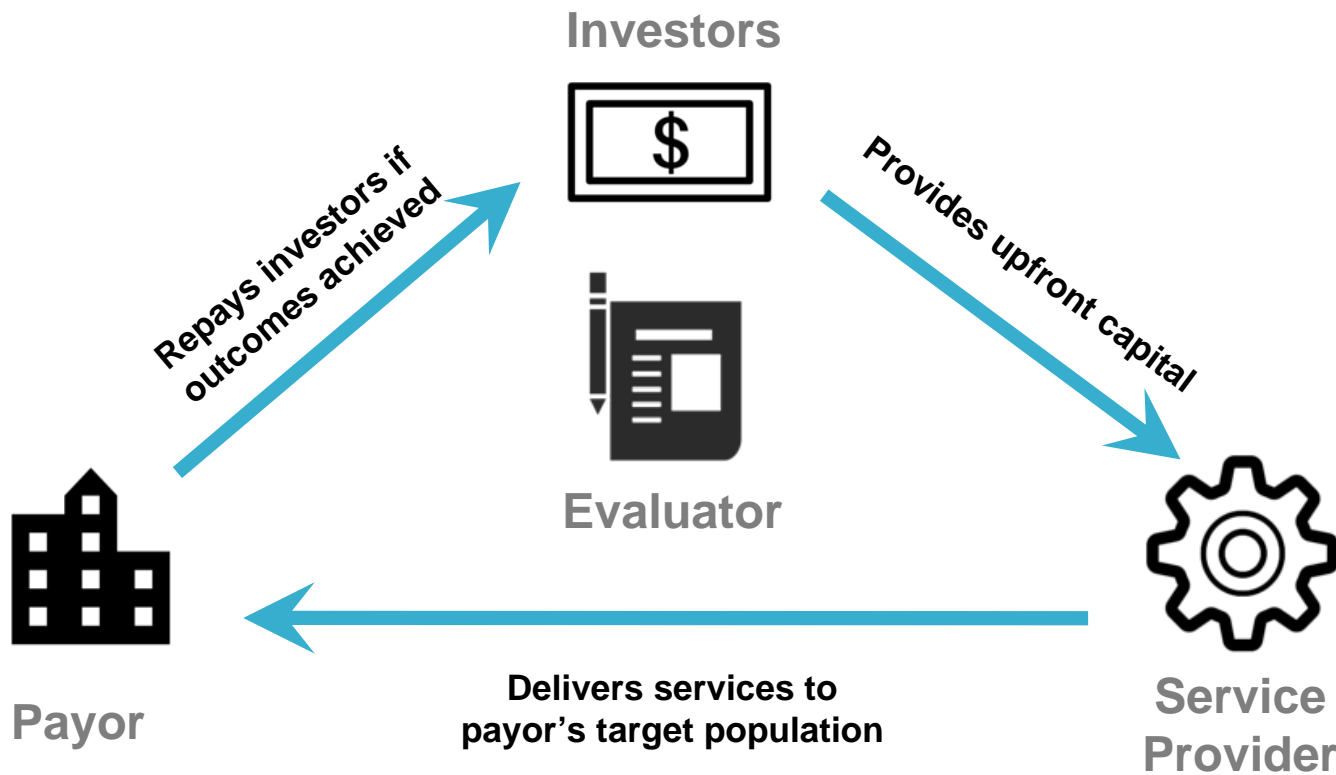 Investors
$
Repays investors if
outcomes achieved
Provides upfront capital
Evaluator
Payor
Delivers services to
payor’s target population
Service
Provider